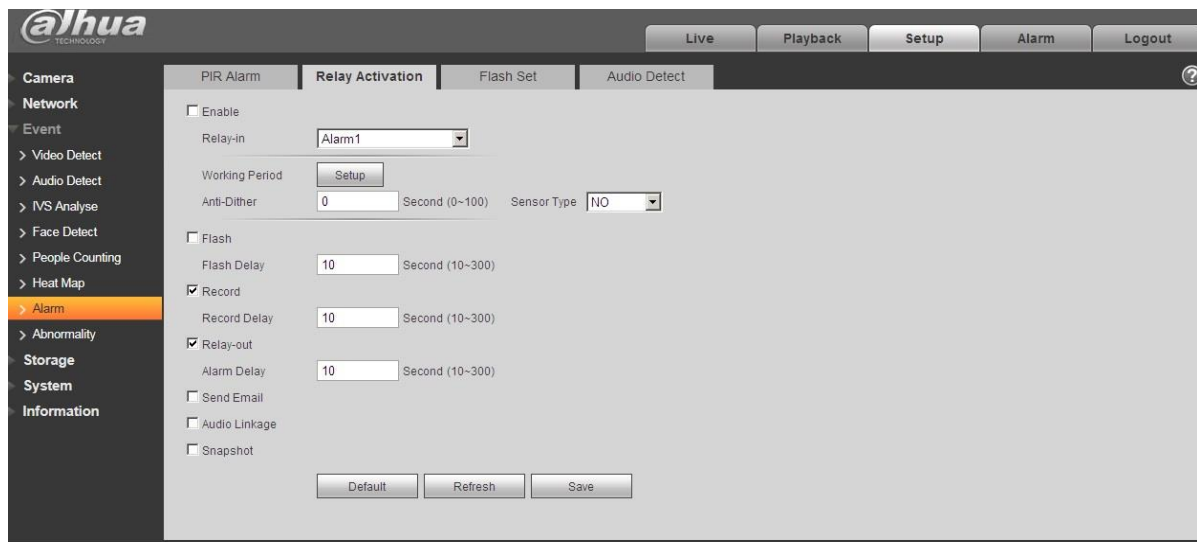 alhua
TECHNOLOGY
Live Playback Setup Alarm Logout
Camera
Network
Event
> Video Detect
> Audio Detect
> IVS Analyse
> Face Detect
> People Counting
> Heat Map
> Alarm
> Abnormality
Storage
System
Information
PIR Alarm Relay Activation Flash Set Audio Detect ?
Enable
Relay-in Alarm1
Working Period Setup
Anti-Dither 0 Second (0~100) Sensor Type NO
Flash
Flash Delay 10 Second (10~300)
Record
Record Delay 10 Second (10~300)
Relay-out
Alarm Delay 10 Second (10~300)
Send Email
Audio Linkage
Snapshot
Default Refresh Save